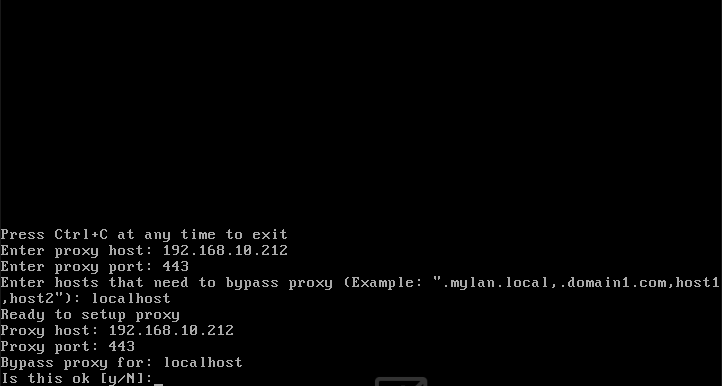 Press Ctrl+C at any time to exit
Enter proxy host: 192.168.10.212
Enter proxy port: 443
Enter hosts that need to bypass proxy (Example: ".mylan.local,.domain1.com,host1
,host2"): localhost
Ready to setup proxy
Proxy host: 192.168.10.212
Proxy port: 443
Bypass proxy for: localhost
Is this ok [y/N]:_